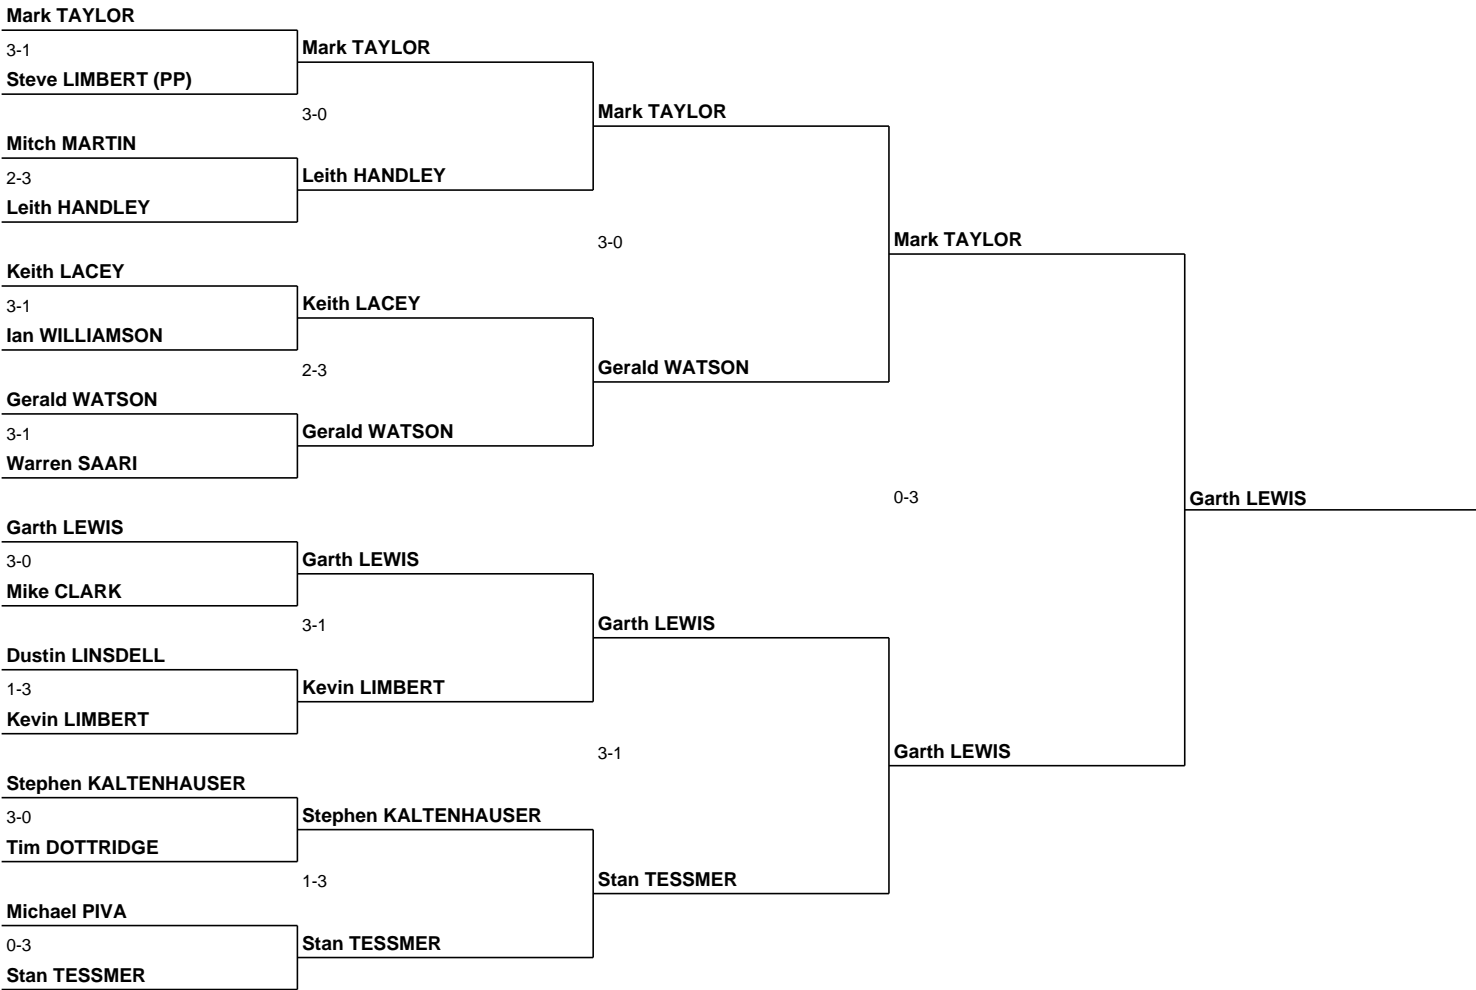 Mark TAYLOR
3-1
Steve LIMBERT (PP)
Mitch MARTIN
2-3
Leith HANDLEY
Keith LACEY
3-1
Ian WILLIAMSON
Gerald WATSON
3-1
Warren SAARI
Garth LEWIS
3-0
Mike CLARK
Dustin LINSDELL
1-3
Kevin LIMBERT
Stephen KALTENHAUSER
3-0
Tim DOTTRIDGE
Michael PIVA
0-3
Stan TESSMER
Mark TAYLOR
3-0
Leith HANDLEY
Keith LACEY
2-3
Gerald WATSON
Garth LEWIS
3-1
Kevin LIMBERT
Stephen KALTENHAUSER
1-3
Stan TESSMER
Mark TAYLOR
3-0
Gerald WATSON
Garth LEWIS
3-1
Stan TESSMER
Mark TAYLOR
0-3
Garth LEWIS
Garth LEWIS